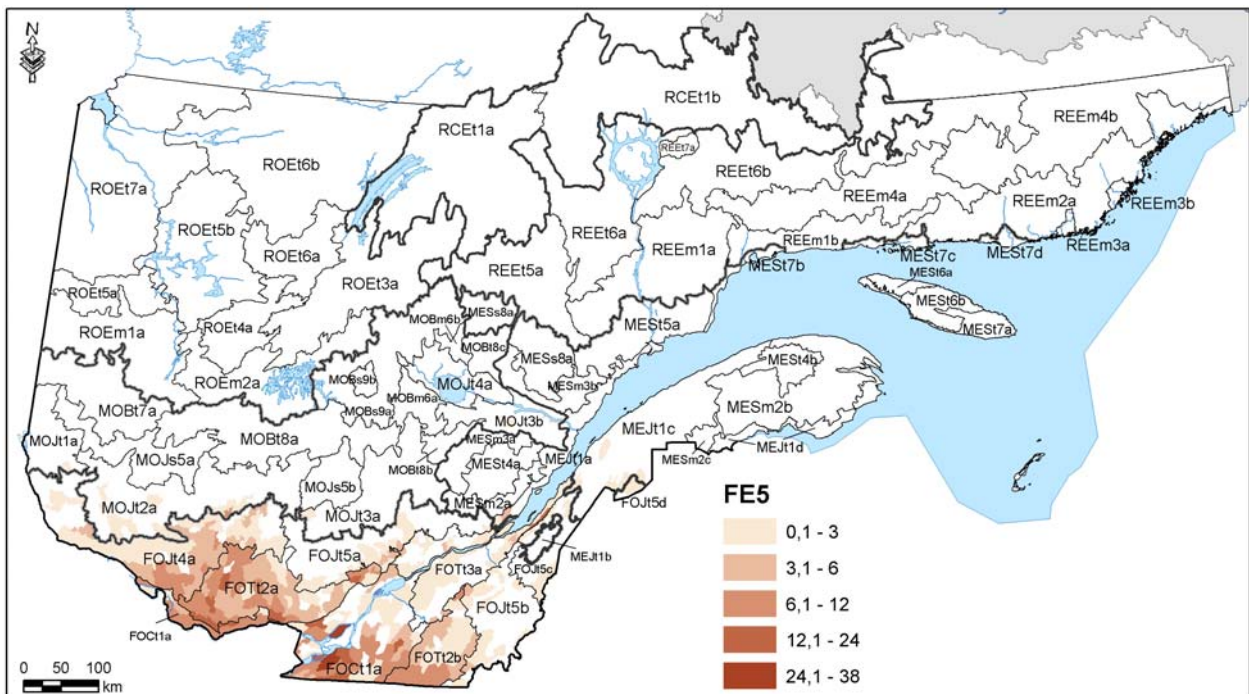 N
RCEt1b
RCEt1a
REEm4b
REEt7a
ROEt6b
REEt6b
ROEt7a
REEm4a
REEm2a
REEm3b
ROEt5b
REEt6a
REEm1a
REEm1b
REEm3a
ROEt6a
MESt7b
MESt7c
MESt7d
REEt5a
MESt6a
ROEt3a
ROEt5a
MESt6b
MOBm6b
MESs8a
MESt5a
MESt7a
ROEm1a
ROEt4a
MOBt8c
MESs8a
MESt4b
ROEm2a
MOBs9b
MOJt4a
MESm3b
MOBm6a
MESm2b
MOBt7a
MOBs9a
MOJt3b
MEJt1c
MOJt1a
MOBt8a
MESm3a
MEJt1d
MOJs5a
MESt4a
MEJt1a
MESm2c
MOBt8b
MOJs5b
FE5
MOJt2a
MESm2a
FOJt5d
MOJt3a
0,1 - 3
FOJt4a
FOJt5a
MEJt1b
3,1 - 6
FOTt3a
FOJt5c
FOTt2a
6,1 - 12
FOJt5b
FOCt1a
12,1 - 24
FOTt2b
FOCt1a
24,1 - 38
0 50 100
km